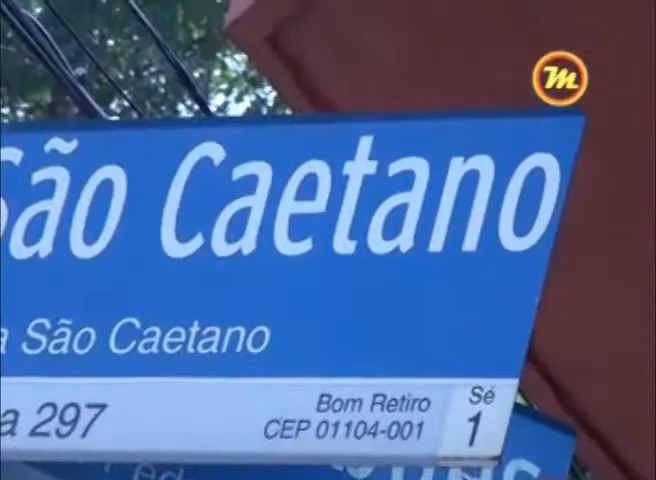 M
São Caetano
a São Caetano
a 297
Bom Retiro
CEP 01104-001
Sé
1